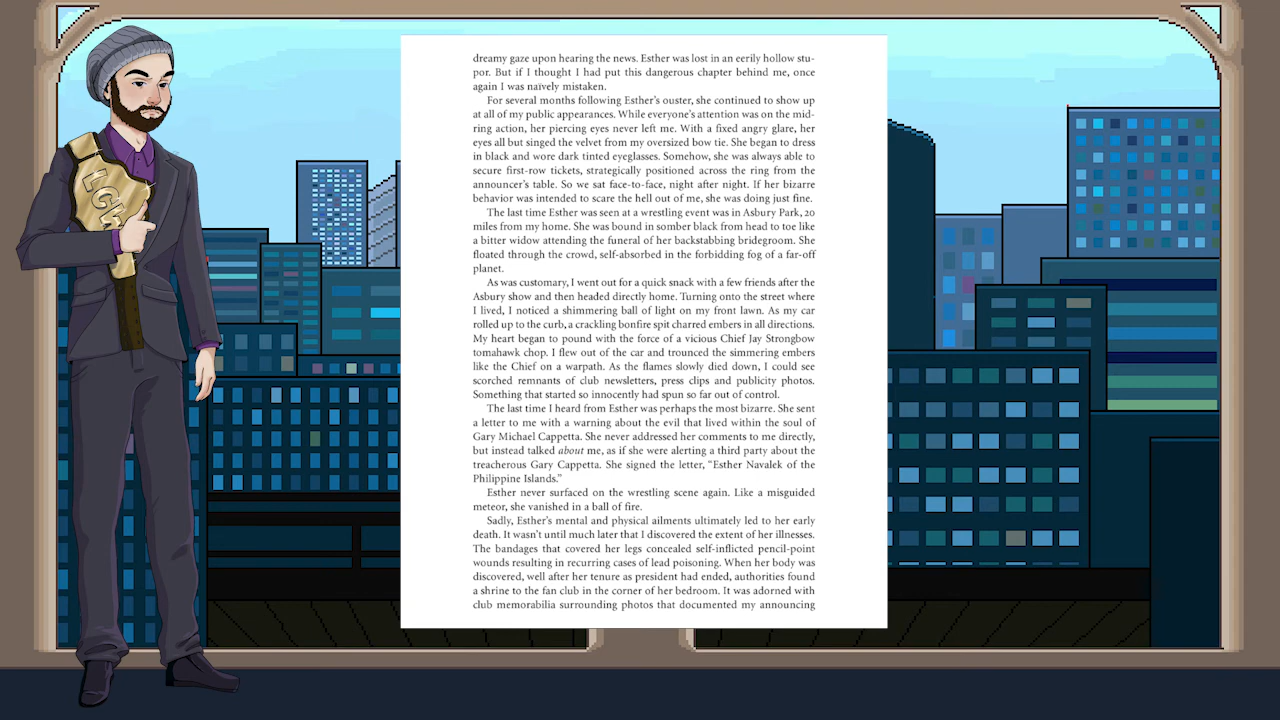 dreamy gaze upon hearing the news. Esther was lost in an eerily hollow stu-
por. But if I thought I had put this dangerous chapter behind me, once
again I was naïvely mistaken.
For several months following Esther's ouster, she continued to show up
at all of my public appearances. While everyone's attention was on the mid-
ring action, her piercing eyes never left me. With a fixed angry glare, her
eyes all but singed the velvet from my oversized bow tie. She began to dress
in black and wore dark tinted eyeglasses. Somehow, she was always able to
secure first-row tickets, strategically positioned across the ring from the
announcer's table. So we sat face-to-face, night after night. If her bizarre
behavior was intended to scare the hell out of me, she was doing just fine.
The last time Esther was seen at a wrestling event was in Asbury Park, 20
miles from my home. She was bound in somber black from head to toe like
a bitter widow attending the funeral of her backstabbing bridegroom. She
floated through the crowd, self-absorbed in the forbidding fog of a far-off
planet.
As was customary, I went out for a quick snack with a few friends after the
Asbury show and then headed directly home. Turning onto the street where
I lived, I noticed a shimmering ball of light on my front lawn. As my car
rolled up to the curb, a crackling bonfire spit charred embers in all directions.
My heart began to pound with the force of a vicious Chief Jay Strongbow
tomahawk chop. I flew out of the car and trounced the simmering embers
like the Chief on a warpath. As the flames slowly died down, I could see
scorched remnants of club newsletters, press clips and publicity photos.
Something that started so innocently had spun so far out of control.
The last time I heard from Esther was perhaps the most bizarre. She sent
a letter to me with a warning about the evil that lived within the soul of
Gary Michael Cappetta. She never addressed her comments to me directly,
but instead talked about me, as if she were alerting a third party about the
treacherous Gary Cappetta. She signed the letter, “Esther Navalek of the
Philippine Islands.”
Esther never surfaced on the wrestling scene again. Like a misguided
meteor, she vanished in a ball of fire.
Sadly, Esther's mental and physical ailments ultimately led to her early
death. It wasn't until much later that I discovered the extent of her illnesses.
The bandages that covered her legs concealed self-inflicted pencil-point
wounds resulting in recurring cases of lead poisoning. When her body was
discovered, well after her tenure as president had ended, authorities found
a shrine to the fan club in the corner of her bedroom. It was adorned with
club memorabilia surrounding photos that documented my announcing